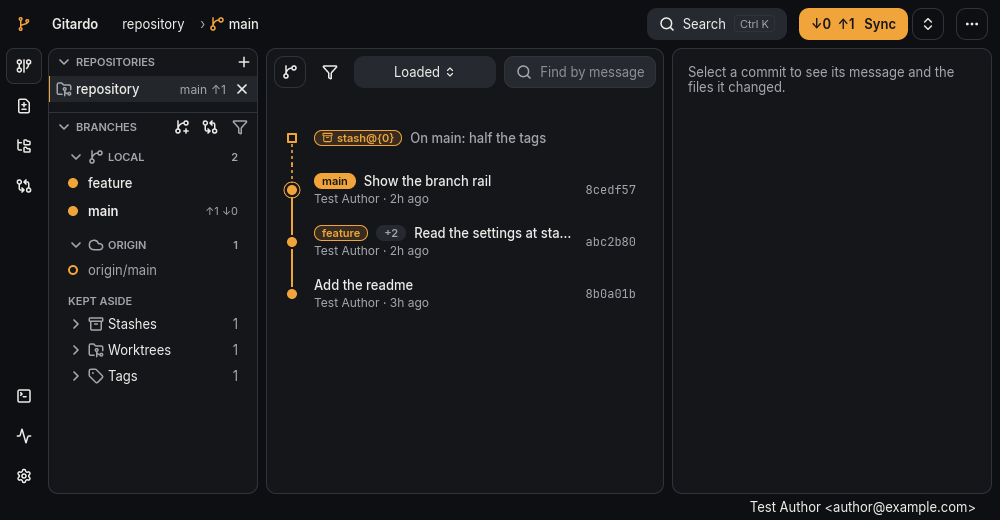 Gitardo
repository › main
Search Ctrl K
↓0 ↑1 Sync
REPOSITORIES
repository main ↑1
BRANCHES
LOCAL 2
feature
main ↑1 ↓0
ORIGIN 1
origin/main
KEPT ASIDE
Stashes 1
Worktrees 1
Tags 1
Loaded
Find by message
stash@{0} On main: half the tags
main Show the branch rail
Test Author · 2h ago
8cedf57
feature +2 Read the settings at sta...
Test Author · 2h ago
abc2b80
Add the readme
Test Author · 3h ago
8b0a01b
Select a commit to see its message and the
files it changed.
Test Author <author@example.com>